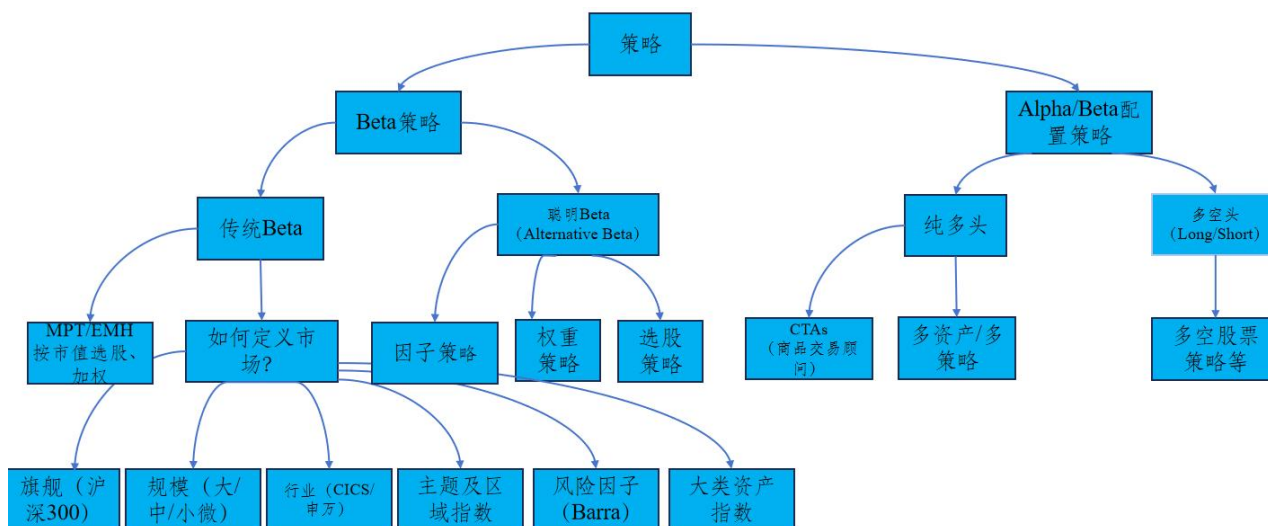 策略
Beta策略
Alpha/Beta配
置策略
传统Beta
聪明Beta
（Alternative Beta）
纯多头
多空头
（Long/Short）
MPT/EMH
按市值选股、
加权
如何定义市
场？
因子策略
权重
策略
选股
策略
CTAs
（商品交易顾
问）
多资产/多
策略
多空股票
策略等
旗舰（沪
深300）
规模（大/
中/小微）
行业（CICS/
申万）
主题及区
域指数
风险因子
（Barra）
大类资产
指数